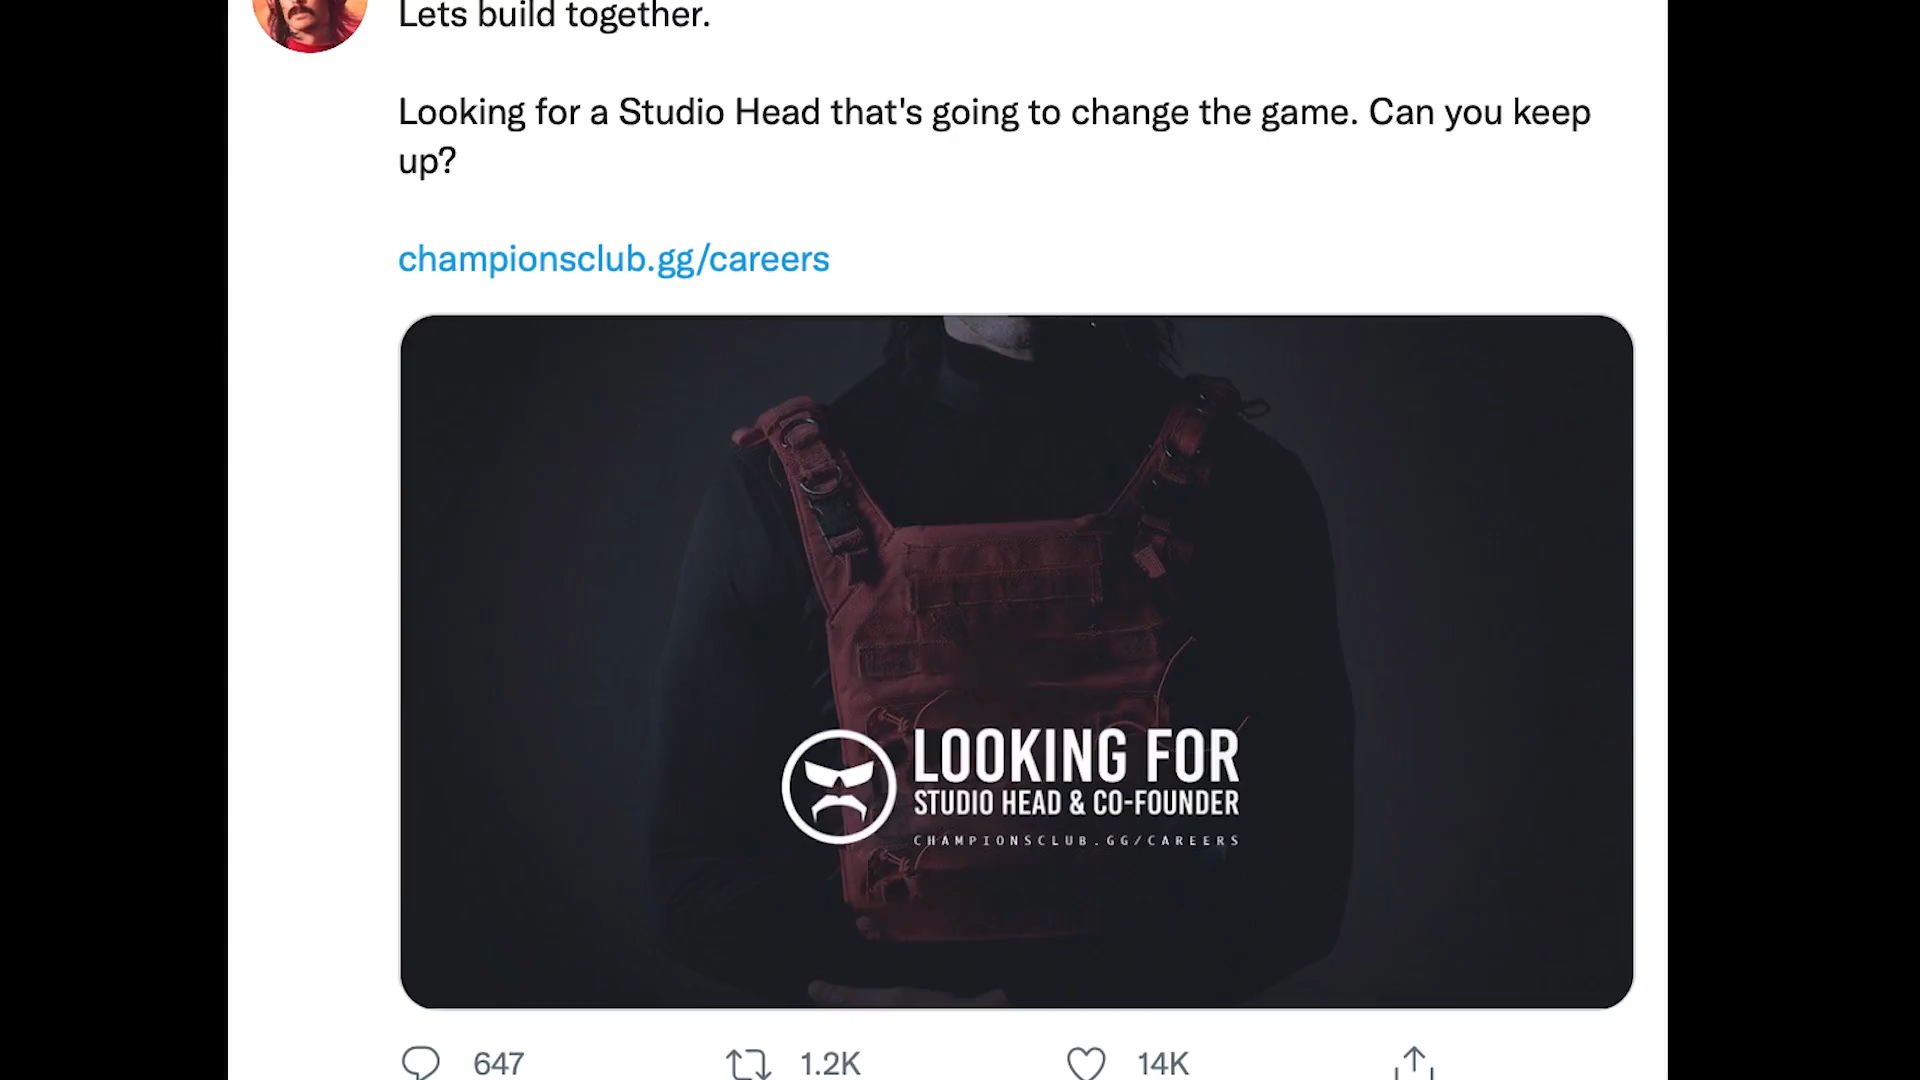 Lets build together.
Looking for a Studio Head that's going to change the game. Can you keep
up?
championsclub.gg/careers
LOOKING FOR
STUDIO HEAD & CO-FOUNDER
CHAMPIONSCLUB.GG/CAREERS
647 1.2K 14K